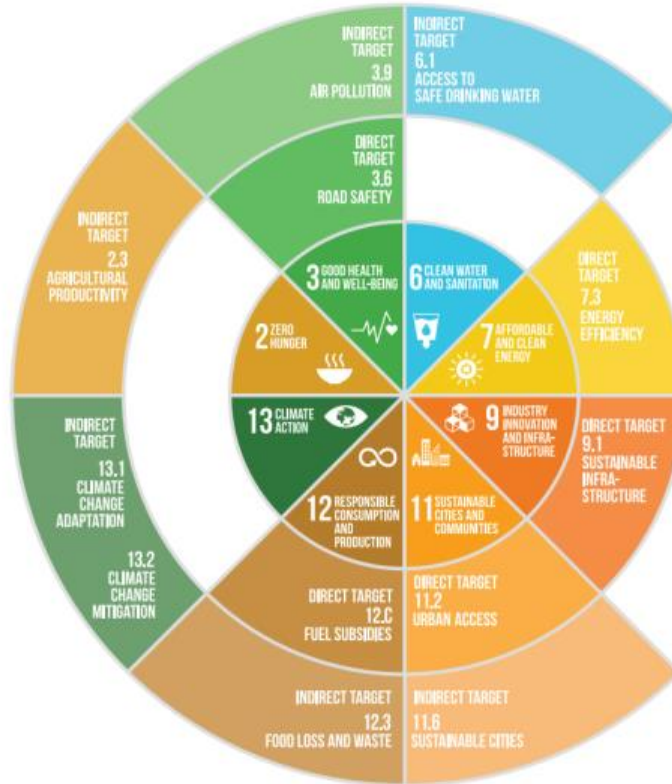 INDIRECT
TARGET
3.9
AIR POLLUTION
INDIRECT
TARGET
6.1
ACCESS TO
SAFE DRINKING WATER
DIRECT
TARGET
3.6
ROAD SAFETY
INDIRECT
TARGET
2.3
AGRICULTURAL
PRODUCTIVITY
DIRECT
TARGET
7.3
ENERGY
EFFICIENCY
3 GOOD HEALTH
AND WELL-BEING
6 CLEAN WATER
AND SANITATION
2 ZERO
HUNGER
7 AFFORDABLE
AND CLEAN
ENERGY
13 CLIMATE
ACTION
9 INDUSTRY
INNOVATION
AND INFRA-
STRUCTURE
DIRECT TARGET
9.1
SUSTAINABLE
INFRA-
STRUCTURE
INDIRECT
TARGET
13.1
CLIMATE
CHANGE
ADAPTATION
13.2
CLIMATE
CHANGE
MITIGATION
12 RESPONSIBLE
CONSUMPTION
AND
PRODUCTION
11 SUSTAINABLE
CITIES AND
COMMUNITIES
DIRECT TARGET
12.C
FUEL SUBSIDIES
DIRECT TARGET
11.2
URBAN ACCESS
INDIRECT TARGET
12.3
FOOD LOSS AND WASTE
INDIRECT TARGET
11.6
SUSTAINABLE CITIES